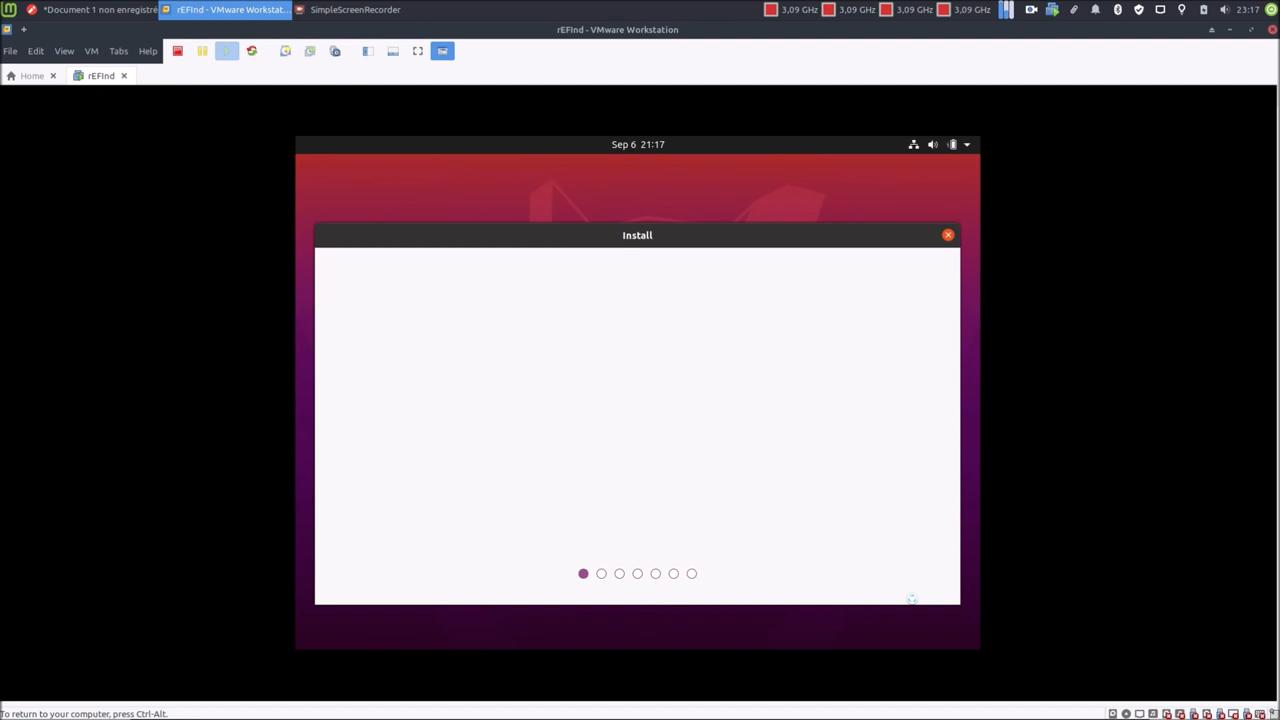 *Document 1 non enregistré
rEFInd - VMware Workstat...
SimpleScreenRecorder
3,09 GHz
3,09 GHz
3,09 GHz
3,09 GHz
23:17
rEFInd - VMware Workstation
File Edit View VM Tabs Help
Home
rEFInd
Sep 6 21:17
Install
To return to your computer, press Ctrl-Alt.